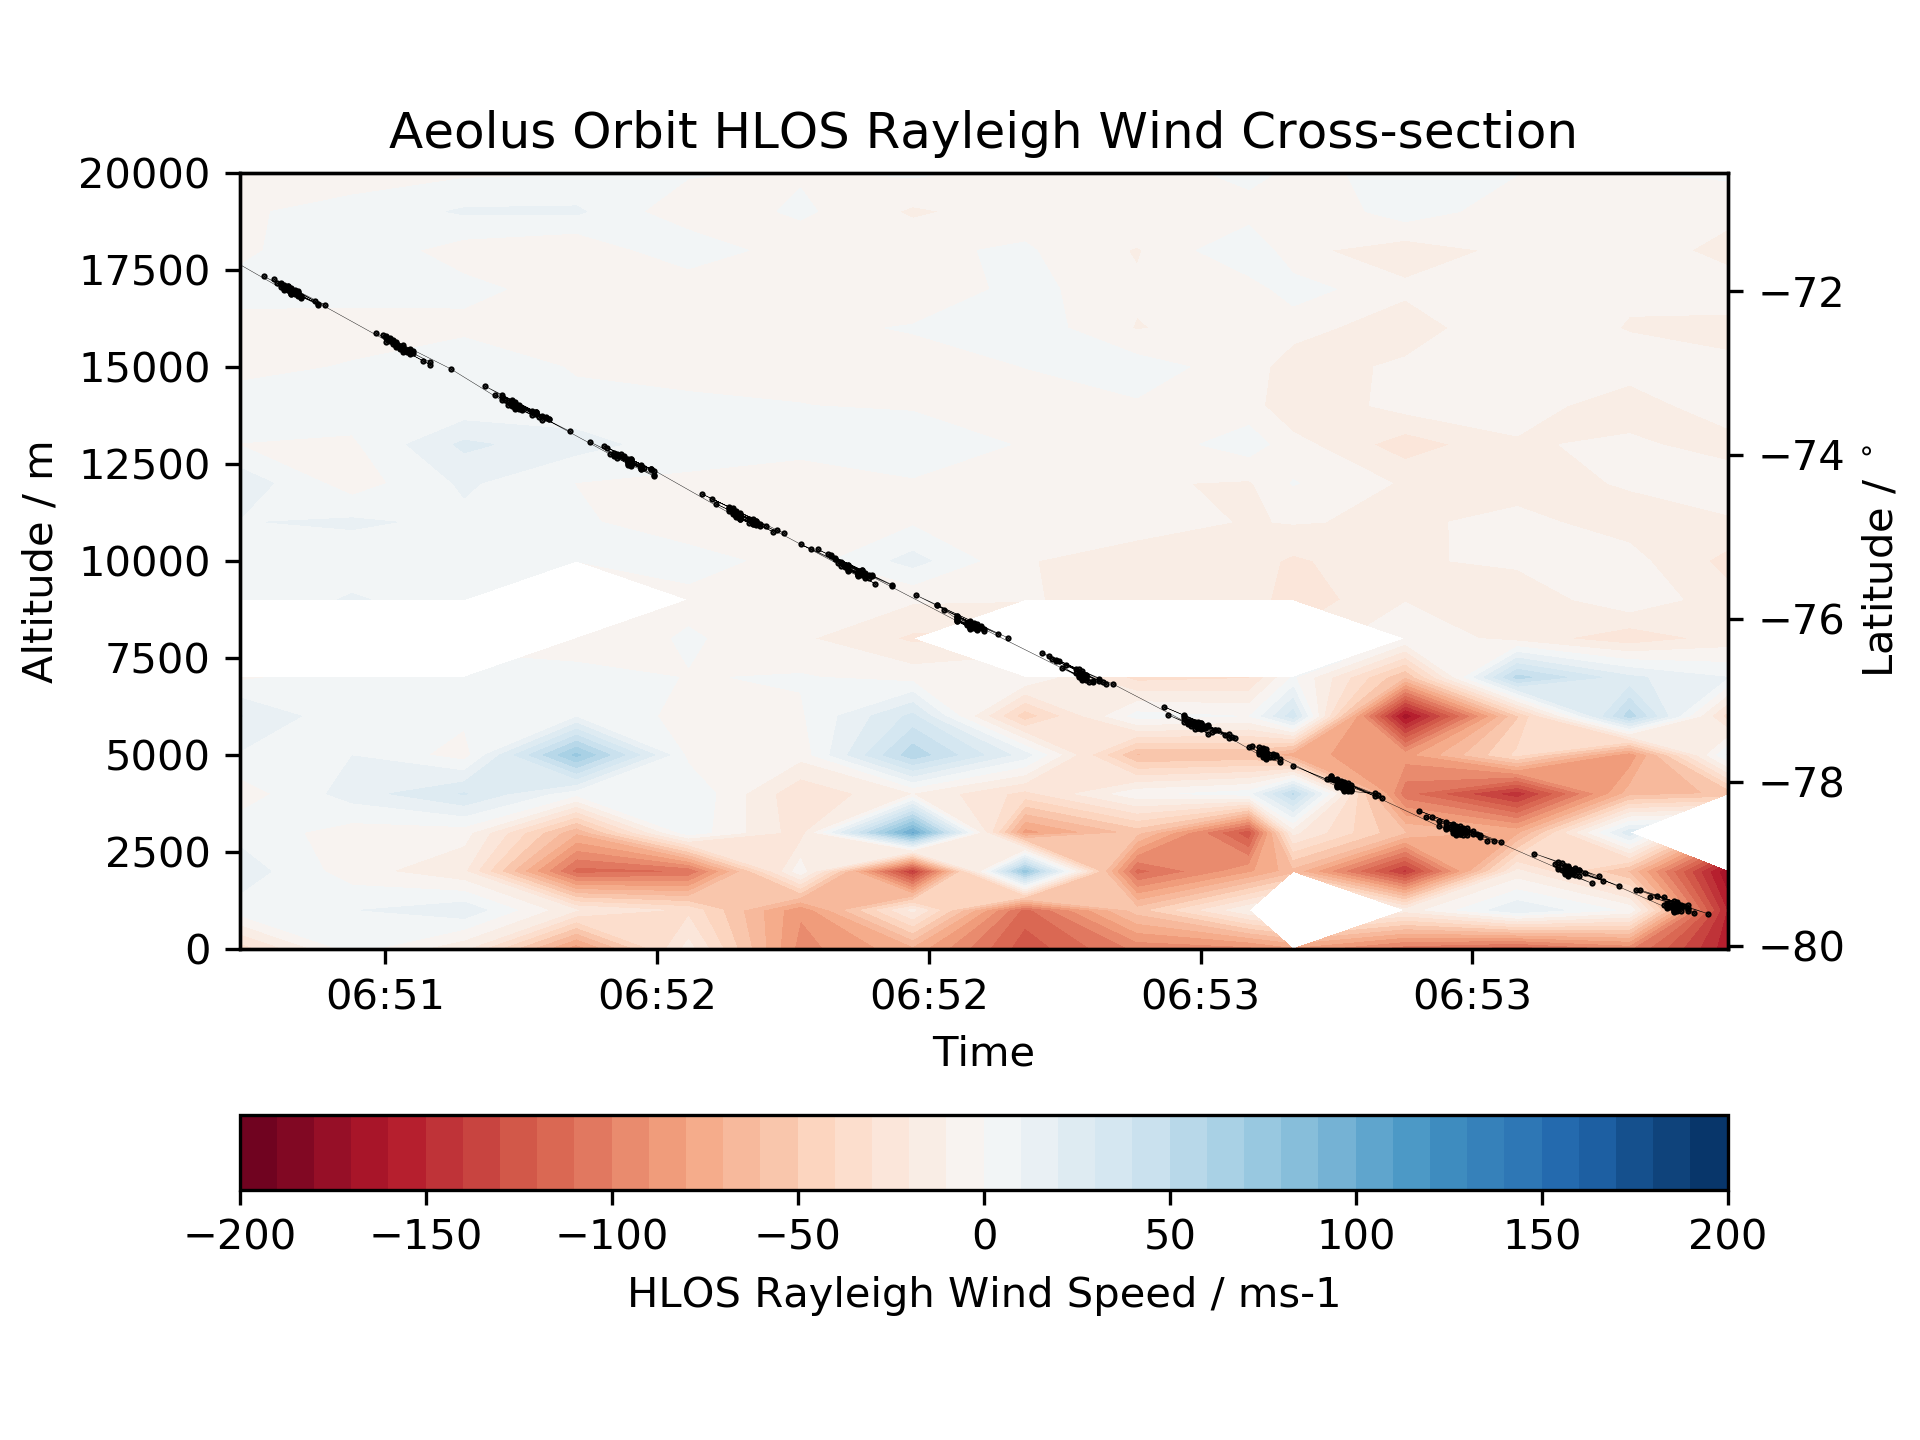 Aeolus Orbit HLOS Rayleigh Wind Cross-section
20000
17500
15000
12500
10000
7500
5000
2500
0
Altitude / m
−72
−74
−76
−78
−80
Latitude / °
06:51 06:52 06:52 06:53 06:53
Time
−200 −150 −100 −50 0 50 100 150 200
HLOS Rayleigh Wind Speed / ms-1